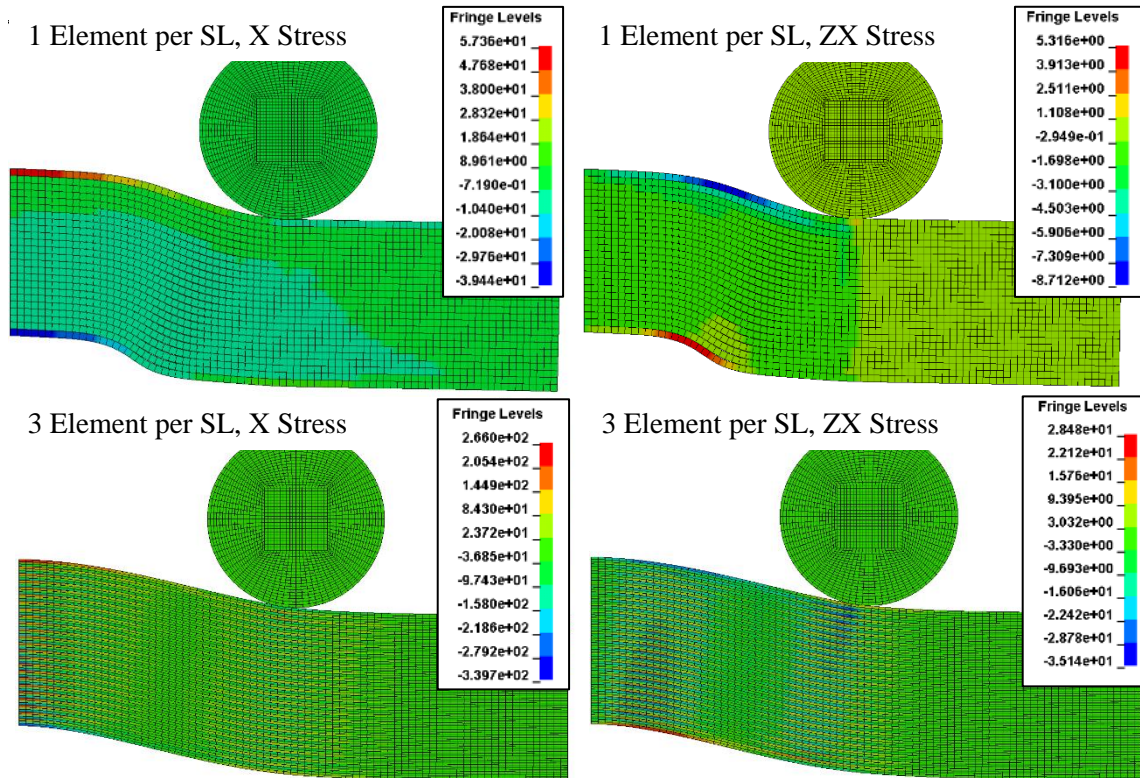 1 Element per SL, X Stress
Fringe Levels
5.736e+01
4.768e+01
3.800e+01
2.832e+01
1.864e+01
8.961e+00
-7.190e-01
-1.040e+01
-2.008e+01
-2.976e+01
-3.944e+01
1 Element per SL, ZX Stress
Fringe Levels
5.316e+00
3.913e+00
2.511e+00
1.108e+00
-2.949e-01
-1.698e+00
-3.100e+00
-4.503e+00
-5.906e+00
-7.309e+00
-8.712e+00
3 Element per SL, X Stress
Fringe Levels
2.660e+02
2.054e+02
1.449e+02
8.430e+01
2.372e+01
-3.685e+01
-9.743e+01
-1.580e+02
-2.186e+02
-2.792e+02
-3.397e+02
3 Element per SL, ZX Stress
Fringe Levels
2.848e+01
2.212e+01
1.576e+01
9.395e+00
3.032e+00
-3.330e+00
-9.693e+00
-1.606e+01
-2.242e+01
-2.878e+01
-3.514e+01